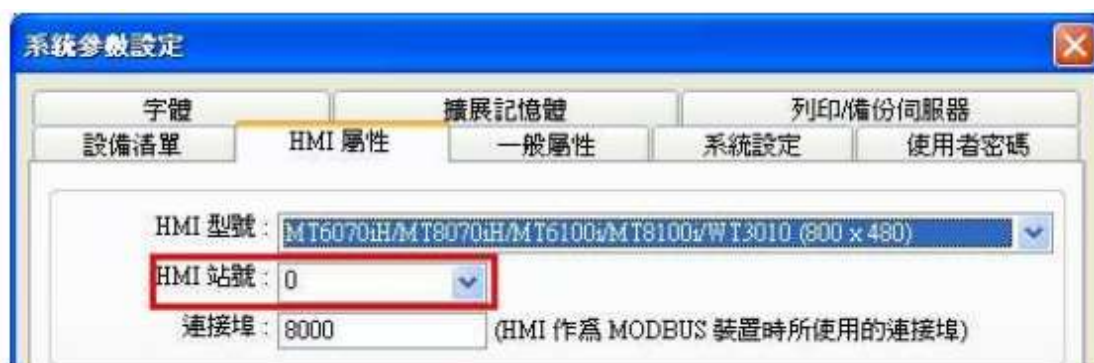 系統參數設定
字體 擴展記憶體 列印/備份伺服器
設備清單 HMI 屬性 一般屬性 系統設定 使用者密碼
HMI 型號 : MT6070iH/MT8070iH/MT6100i/MT8100i/WT3010 (800 x 480)
HMI 站號 : 0
連接埠 : 8000 (HMI 作為 MODBUS 裝置時所使用的連接埠)